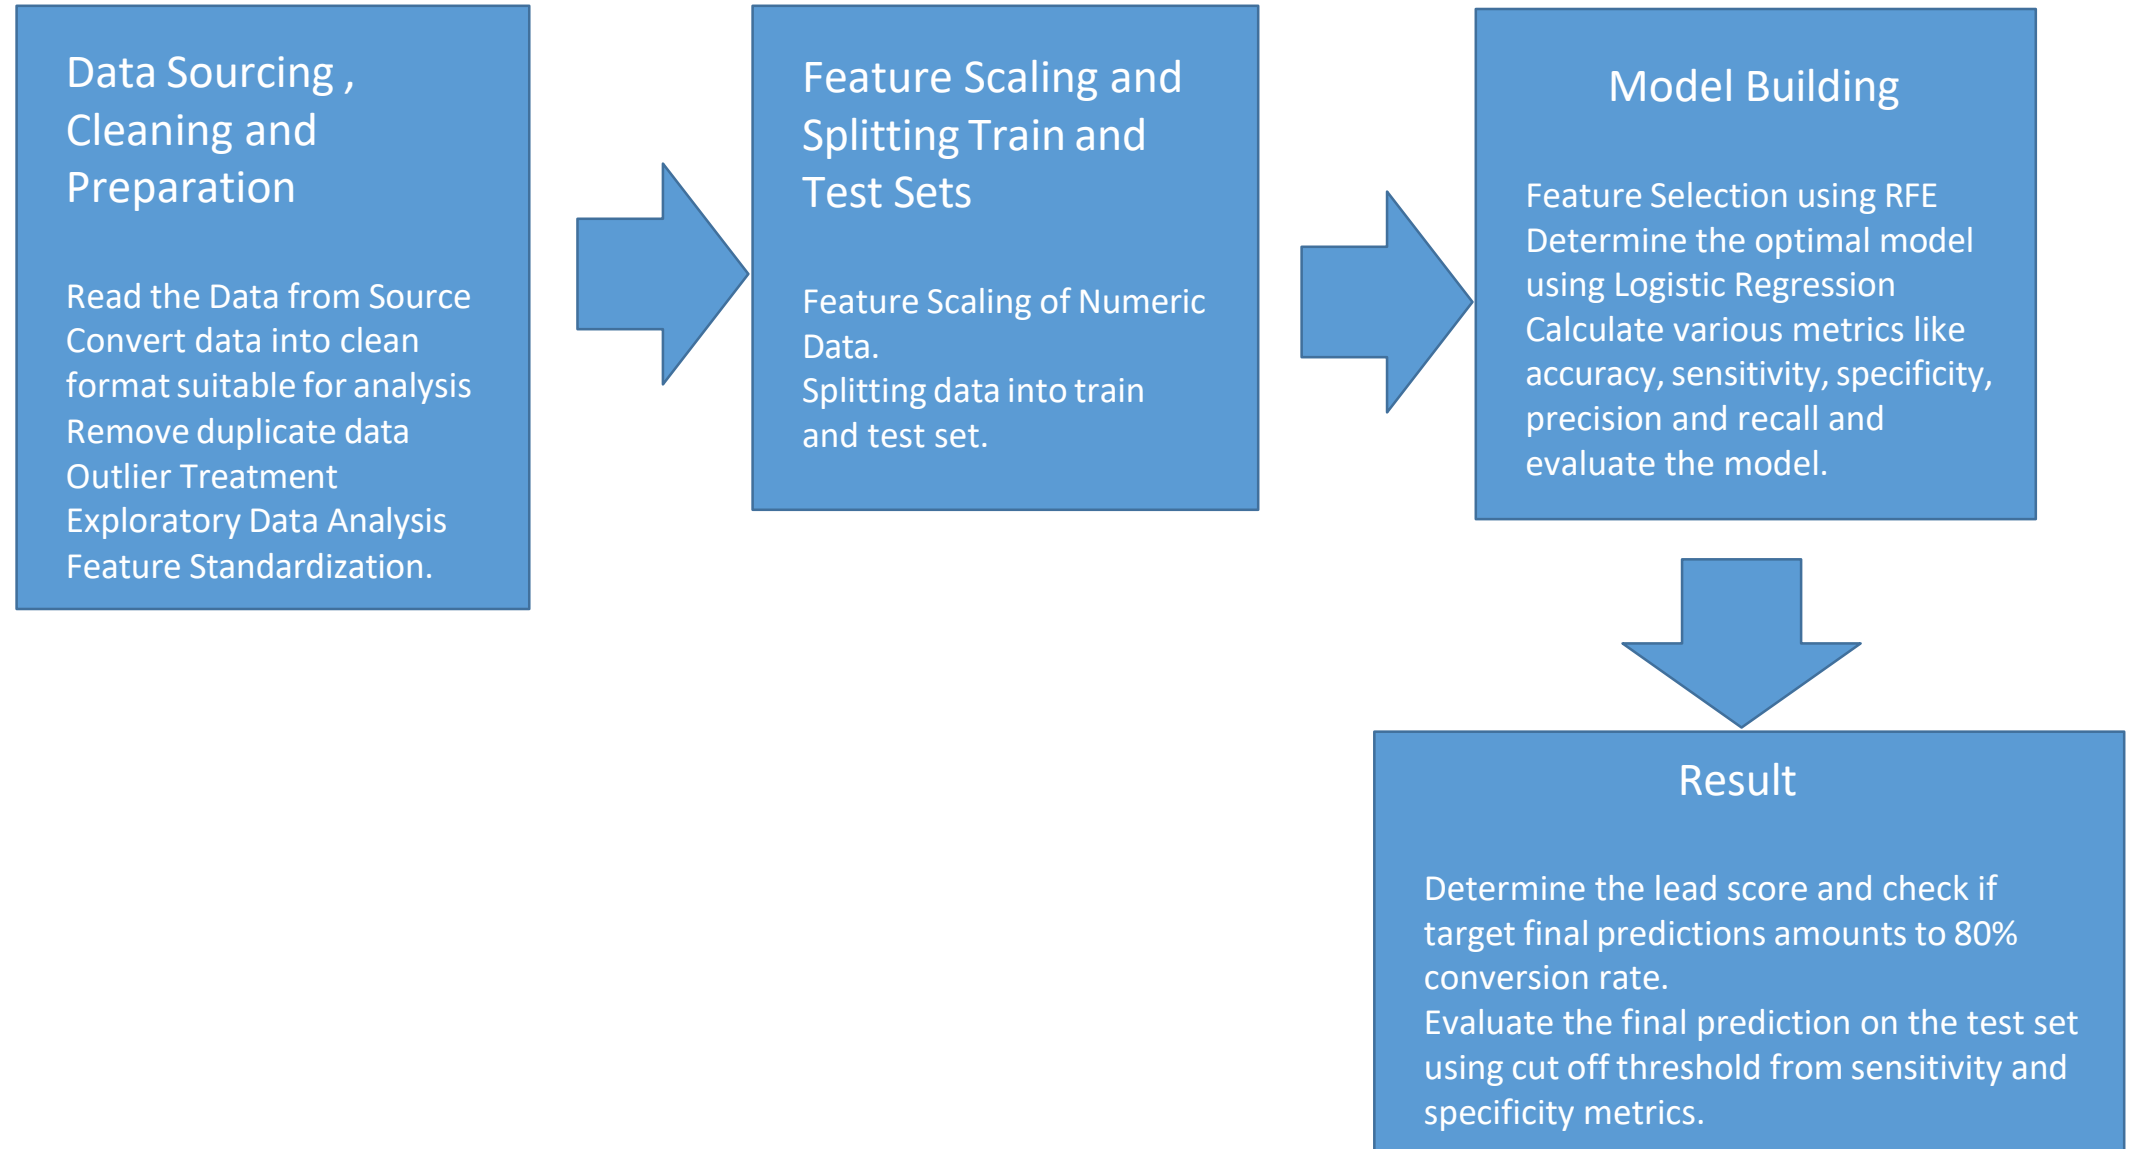 Data Sourcing ,
Cleaning and
Preparation
Read the Data from Source
Convert data into clean
format suitable for analysis
Remove duplicate data
Outlier Treatment
Exploratory Data Analysis
Feature Standardization.
Feature Scaling and
Splitting Train and
Test Sets
Feature Scaling of Numeric
Data.
Splitting data into train
and test set.
Model Building
Feature Selection using RFE
Determine the optimal model
using Logistic Regression
Calculate various metrics like
accuracy, sensitivity, specificity,
precision and recall and
evaluate the model.
Result
Determine the lead score and check if
target final predictions amounts to 80%
conversion rate.
Evaluate the final prediction on the test set
using cut off threshold from sensitivity and
specificity metrics.